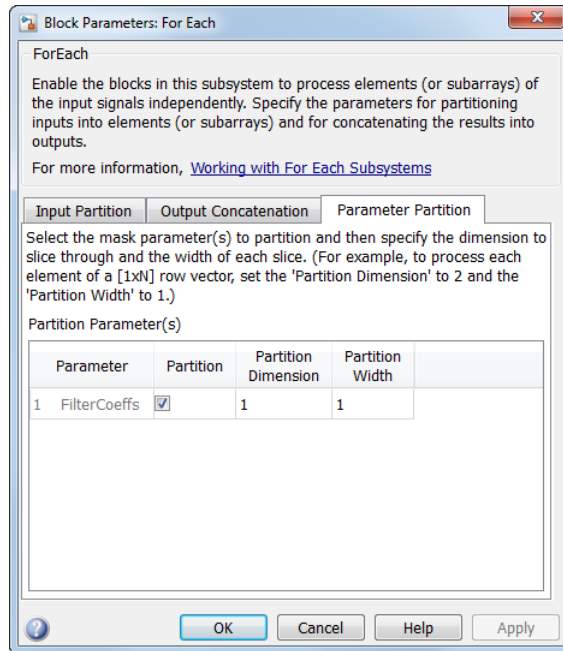 Block Parameters: For Each
ForEach
Enable the blocks in this subsystem to process elements (or subarrays) of
the input signals independently. Specify the parameters for partitioning
inputs into elements (or subarrays) and for concatenating the results into
outputs.
For more information, Working with For Each Subsystems
Input Partition Output Concatenation Parameter Partition
Select the mask parameter(s) to partition and then specify the dimension to
slice through and the width of each slice. (For example, to process each
element of a [1xN] row vector, set the 'Partition Dimension' to 2 and the
'Partition Width' to 1.)
Partition Parameter(s)
Parameter Partition Partition Dimension Partition Width
1 FilterCoeffs 1 1
OK Cancel Help Apply